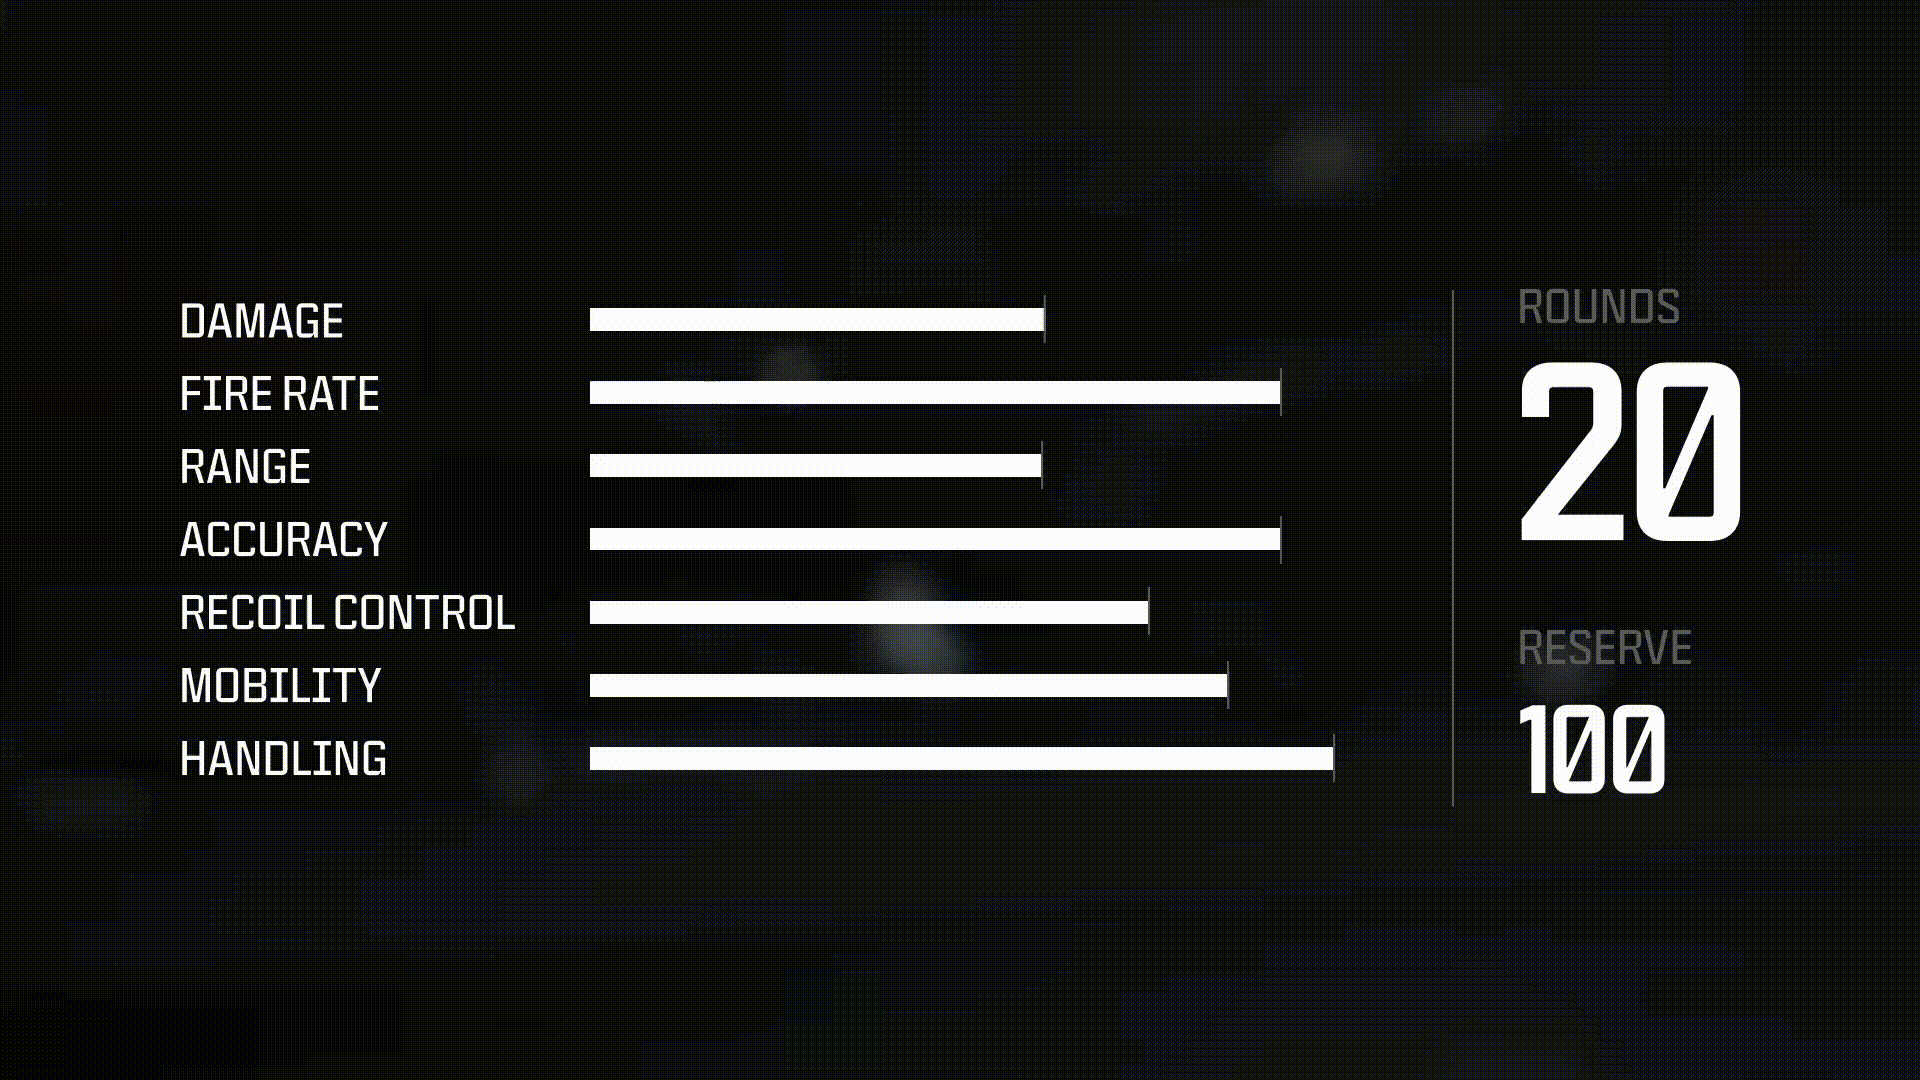 DAMAGE
FIRE RATE
RANGE
ACCURACY
RECOIL CONTROL
MOBILITY
HANDLING
ROUNDS
20
RESERVE
100